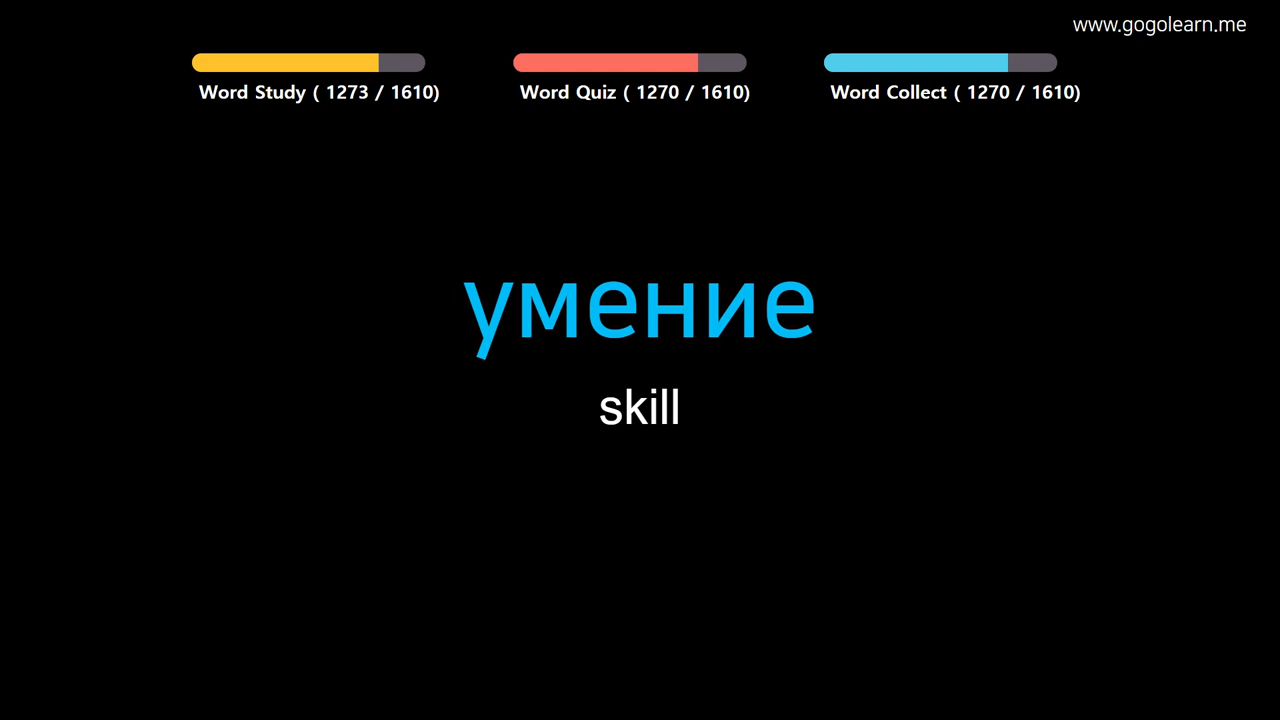 www.gogolearn.me
Word Study ( 1273 / 1610)
Word Quiz ( 1270 / 1610)
Word Collect ( 1270 / 1610)
умение
skill